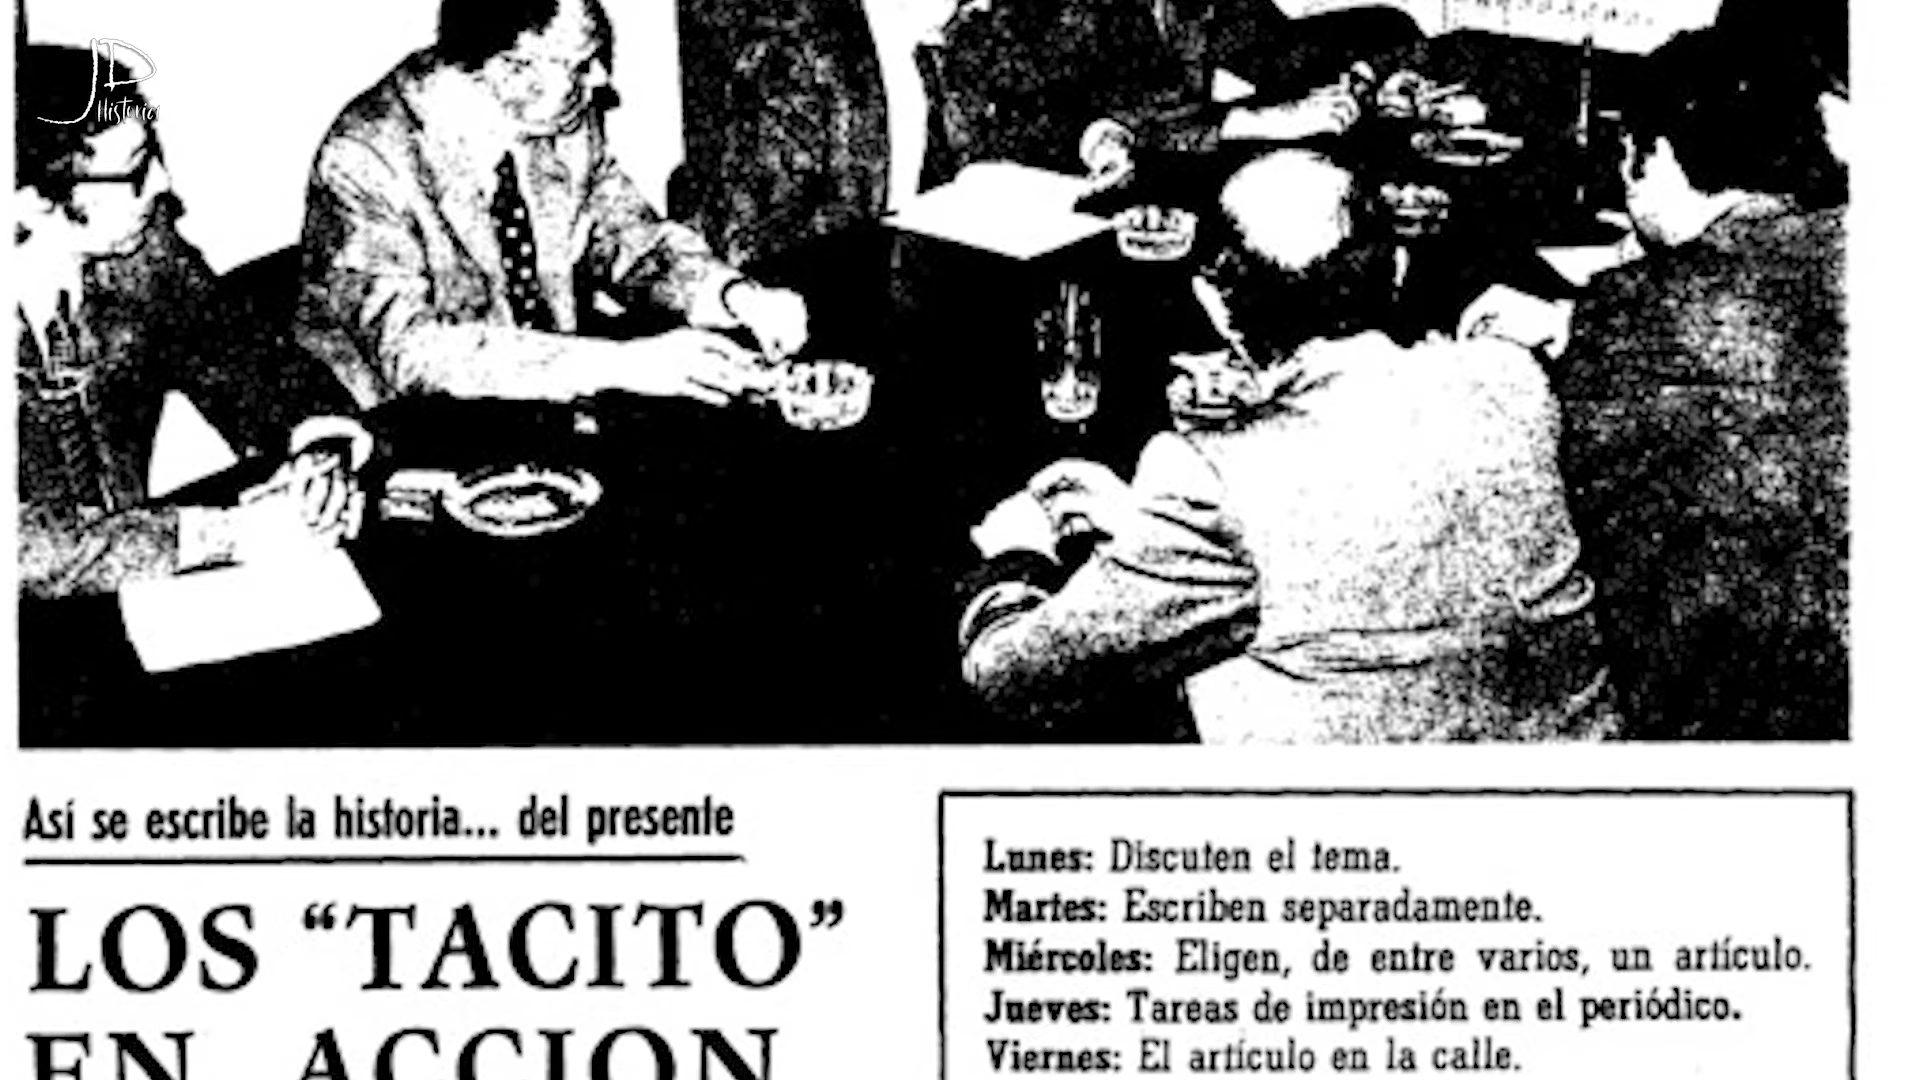 JD
Historia
Así se escribe la historia... del presente
LOS “TACITO”
EN ACCION
Lunes: Discuten el tema.
Martes: Escriben separadamente.
Miércoles: Eligen, de entre varios, un artículo.
Jueves: Tareas de impresión en el periódico.
Viernes: El artículo en la calle.